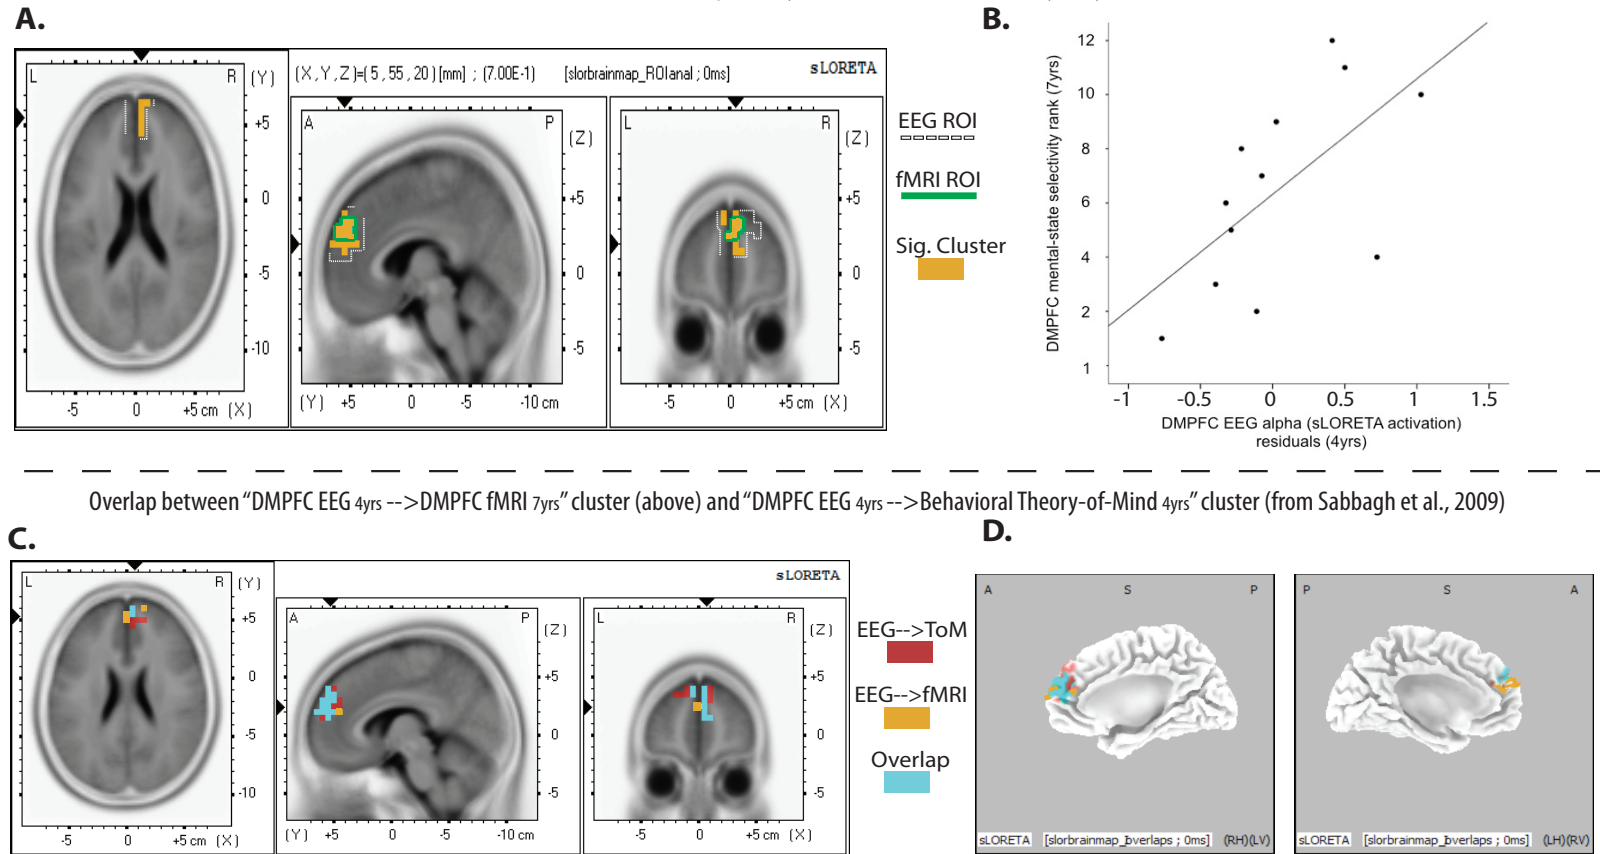 A.
L
R
(Y)
+5
0
-5
-10
-5
0
+5 cm
(X)
(X,Y,Z)=(5,55,20)[mm] ; (7.00E-1)
[slorbrainmap_ROIanal ; 0ms]
sLORETA
A
P
(Z)
+5
0
-5
(Y)
+5
0
-5
-10 cm
L
R
(Z)
+5
0
-5
-5
0
+5 cm
(X)
EEG ROI
fMRI ROI
Sig. Cluster
B.
DMPFC mental-state selectivity rank (7yrs)
12
10
8
6
4
2
1
-1
-0.5
0
0.5
1
1.5
DMPFC EEG alpha (sLORETA activation)
residuals (4yrs)
Overlap between “DMPFC EEG 4yrs -->DMPFC fMRI 7yrs” cluster (above) and “DMPFC EEG 4yrs -->Behavioral Theory-of-Mind 4yrs” cluster (from Sabbagh et al., 2009)
C.
L
R
(Y)
+5
0
-5
-10
-5
0
+5 cm
(X)
sLORETA
A
P
(Z)
+5
0
-5
(Y)
+5
0
-5
-10 cm
L
R
(Z)
+5
0
-5
-5
0
+5 cm
(X)
EEG-->ToM
EEG-->fMRI
Overlap
D.
A
S
P
sLORETA
[slorbrainmap_overlaps ; 0ms]
(RH)(LV)
P
S
A
sLORETA
[slorbrainmap_overlaps ; 0ms]
(LH)(RV)